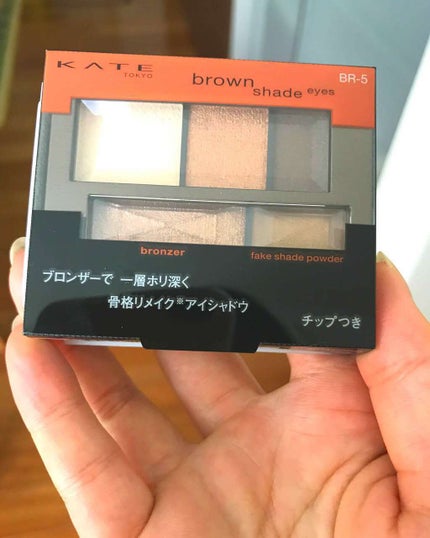 KATE
TOKYO
brown
shade eyes
BR-5
bronzer
fake shade powder
ブロンザーで 一層ホリ深く
骨格リメイク※アイシャドウ
チップつき